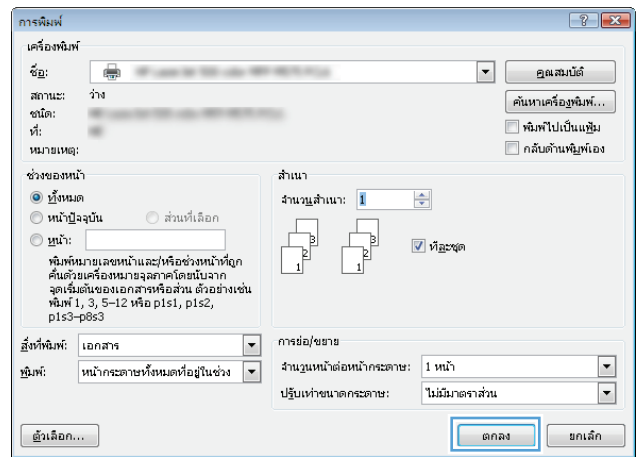 การพิมพ์
เครื่องพิมพ์
ชื่อ:
คุณสมบัติ
สถานะ: ว่าง
ค้นหาเครื่องพิมพ์...
ชนิด:
ที่:
พิมพ์ไปเป็นแฟ้ม
หมายเหตุ:
กลับด้านพิมพ์เอง
ช่วงของหน้า
ทั้งหมด
หน้าปัจจุบัน ส่วนที่เลือก
หน้า:
พิมพ์หมายเลขหน้าและ/หรือช่วงหน้าที่ถูก
คั่นด้วยเครื่องหมายจุลภาคโดยนับจาก
จุดเริ่มต้นของเอกสารหรือส่วน ตัวอย่างเช่น
พิมพ์ 1, 3, 5–12 หรือ p1s1, p1s2,
p1s3–p8s3
สำเนา
จำนวนสำเนา: 1
3 3
2 2
1 1
ทีละชุด
สิ่งที่พิมพ์: เอกสาร
พิมพ์: หน้ากระดาษทั้งหมดที่อยู่ในช่วง
การย่อ/ขยาย
จำนวนหน้าต่อหน้ากระดาษ: 1 หน้า
ปรับเท่าขนาดกระดาษ: ไม่มีมาตราส่วน
ตัวเลือก...
ตกลง
ยกเลิก